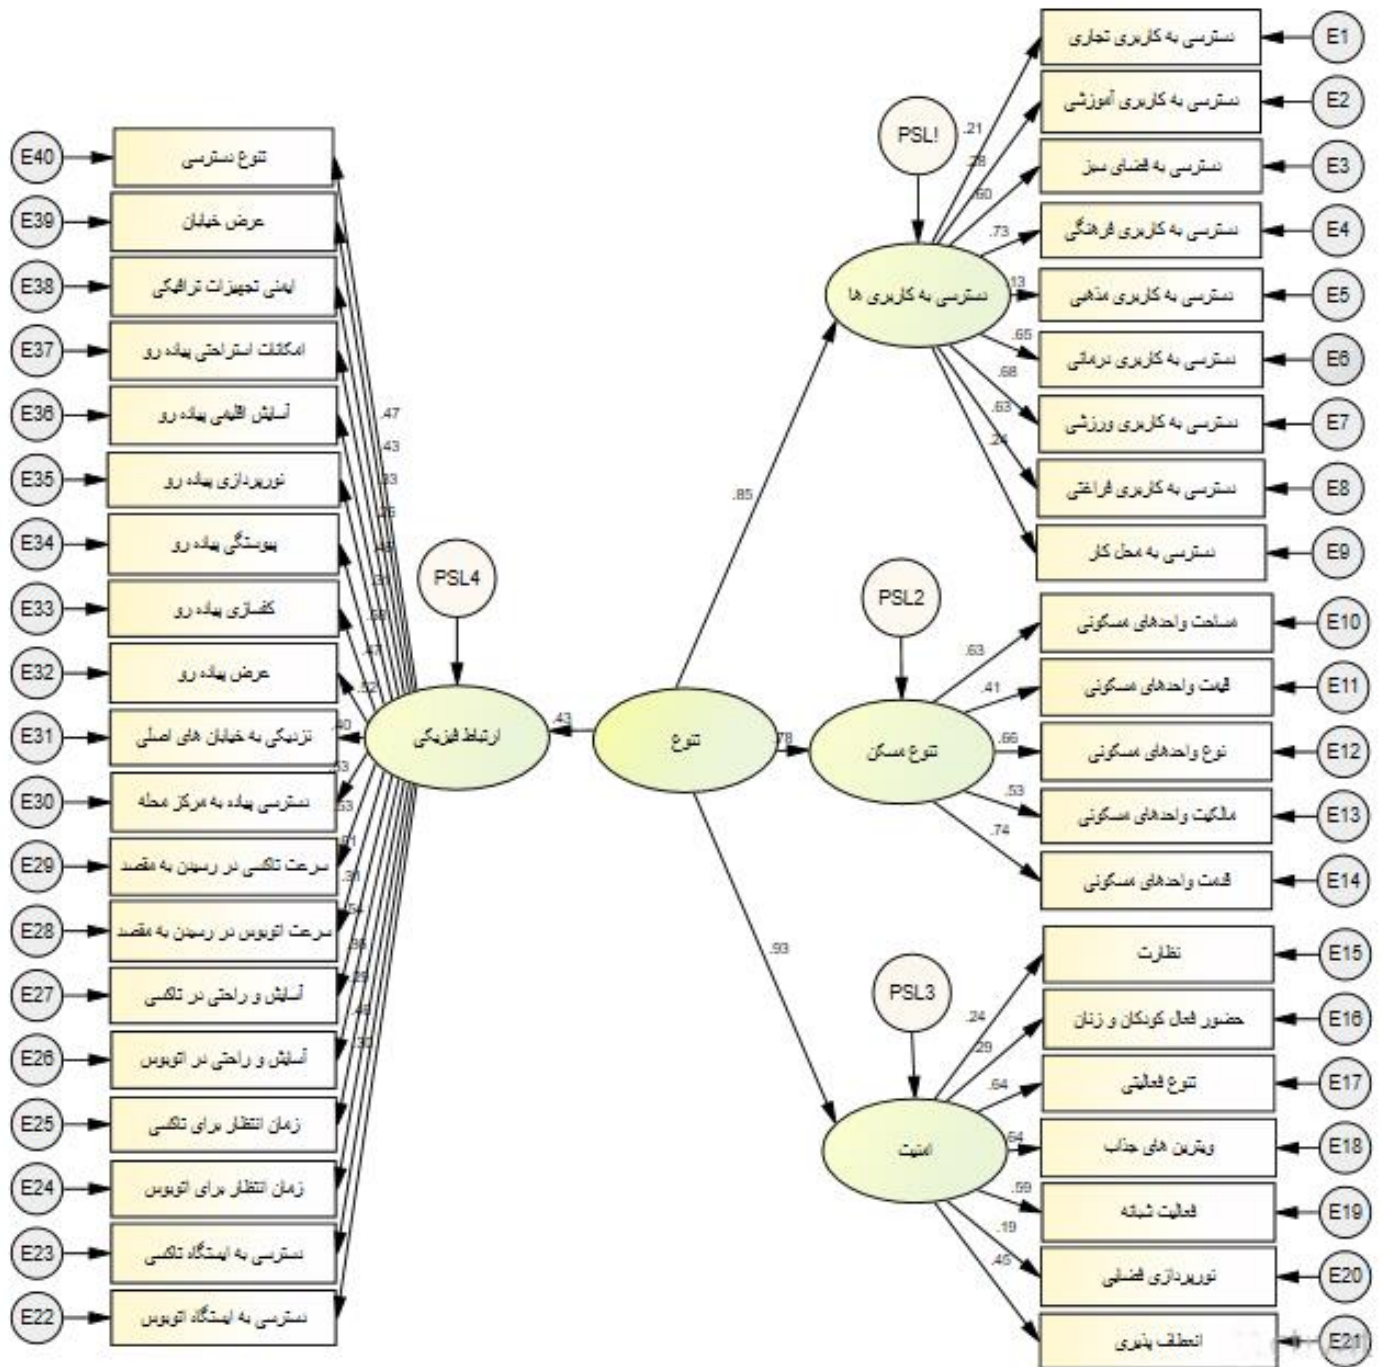 E40
تنوع دسترسی
E39
عرض خیابان
E38
ایمنی تجهیزات ترافیکی
E37
امکانات استراحتی پیاده رو
E36
آسایش اقلیمی پیاده رو
E35
نورپردازی پیاده رو
E34
پیوستگی پیاده رو
E33
کفسازی پیاده رو
E32
عرض پیاده رو
E31
نزدیکی به خیابان های اصلی
E30
دسترسی پیاده به مرکز محله
E29
سرعت تاکسی در رسیدن به مقصد
E28
سرعت اتوبوس در رسیدن به مقصد
E27
آسایش و راحتی در تاکسی
E26
آسایش و راحتی در اتوبوس
E25
زمان انتظار برای تاکسی
E24
زمان انتظار برای اتوبوس
E23
دسترسی به ایستگاه تاکسی
E22
دسترسی به ایستگاه اتوبوس
.47
.43
.47
.52
PSL4
ارتباط فیزیکی
.43
تنوع
.85
.78
.93
PSL!
دسترسی به کاربری ها
.21
.28
.60
.73
.13
.65
.68
.63
.24
دسترسی به کاربری تجاری
E1
دسترسی به کاربری آموزشی
E2
دسترسی به فضای سبز
E3
دسترسی به کاربری فرهنگی
E4
دسترسی به کاربری مذهبی
E5
دسترسی به کاربری درمانی
E6
دسترسی به کاربری ورزشی
E7
دسترسی به کاربری فراغتی
E8
دسترسی به محل کار
E9
PSL2
تنوع مسکن
.63
.41
.66
.53
.74
مساحت واحدهای مسکونی
E10
قیمت واحدهای مسکونی
E11
نوع واحدهای مسکونی
E12
مالکیت واحدهای مسکونی
E13
قدمت واحدهای مسکونی
E14
PSL3
امنیت
.24
.29
.64
.64
.59
.19
.45
نظارت
E15
حضور فعال کودکان و زنان
E16
تنوع فعالیتی
E17
ویترین های جذاب
E18
فعالیت شبانه
E19
نورپردازی فضایی
E20
انعطاف پذیری
E21